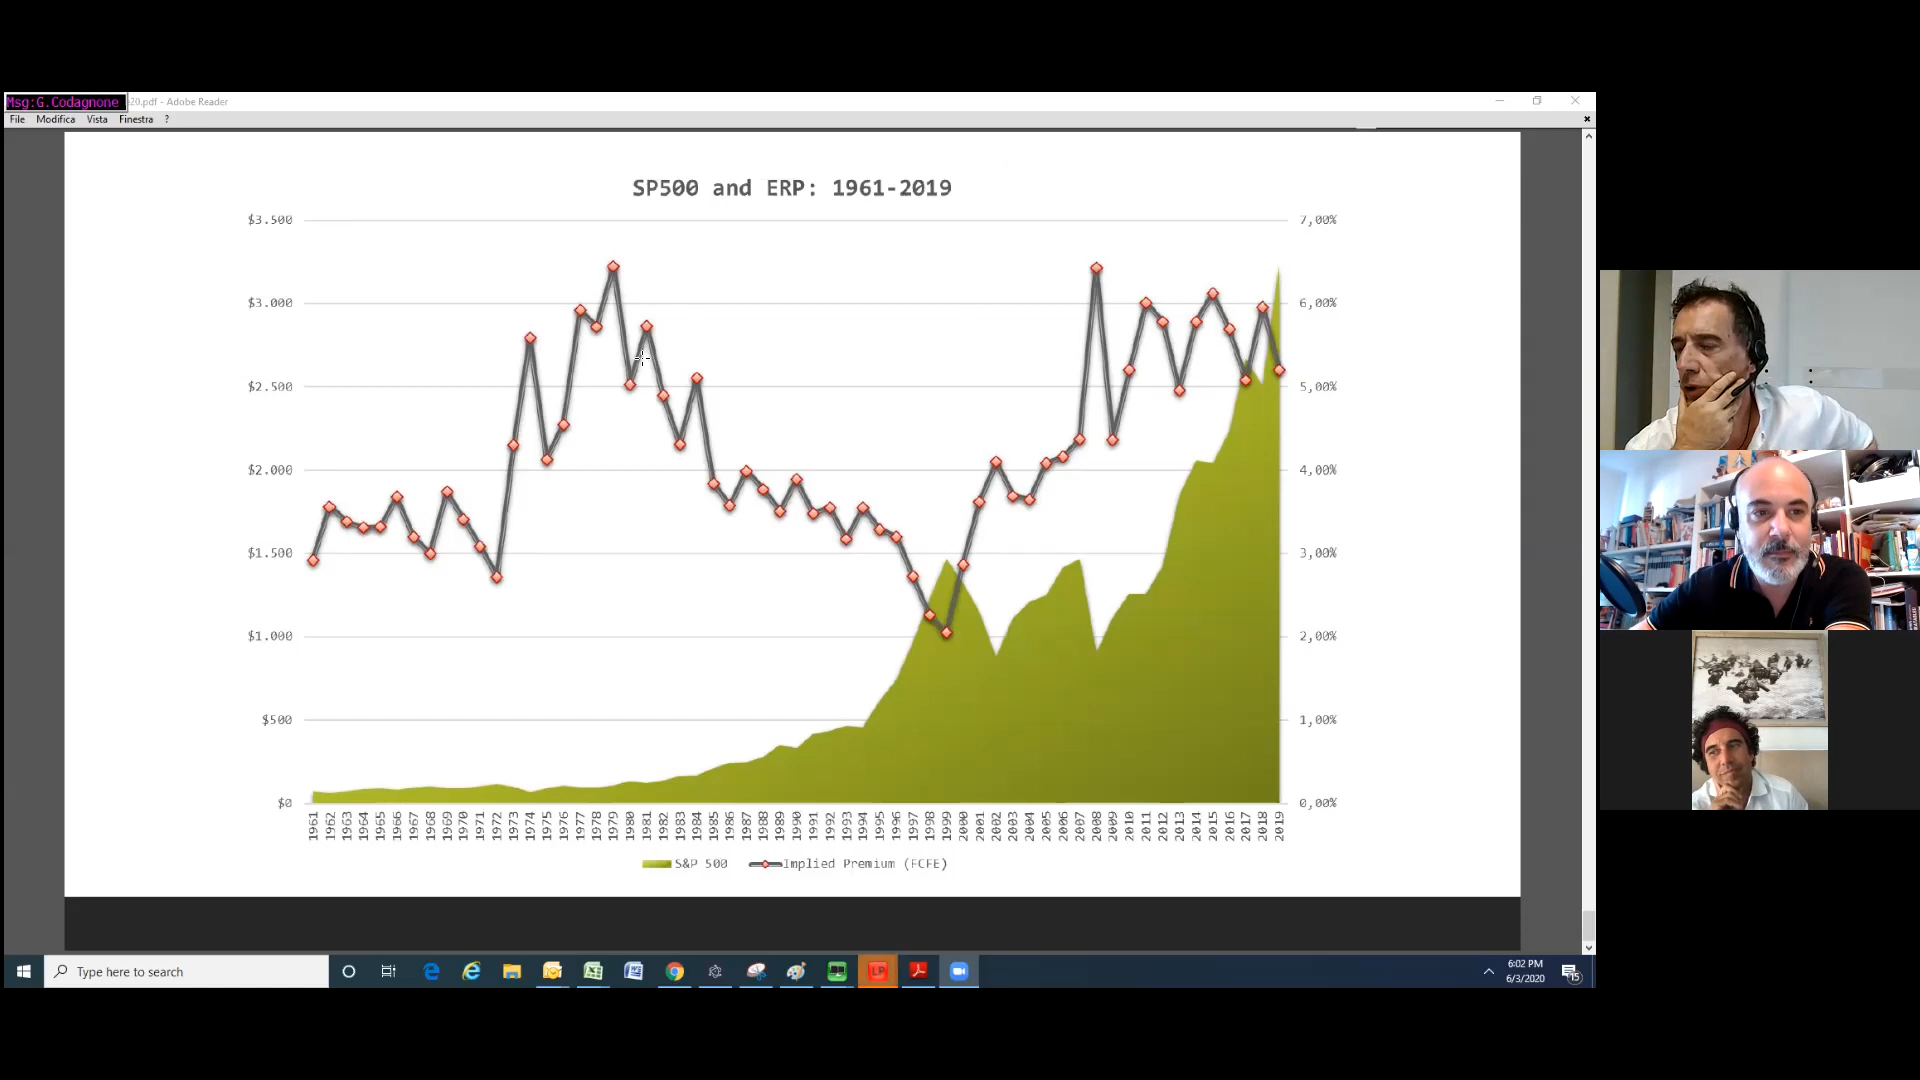 Msg:G.Codagnone e20.pdf - Adobe Reader
File Modifica Vista Finestra ?
SP500 and ERP: 1961-2019
$3.500
$3.000
$2.500
$2.000
$1.500
$1.000
$500
$0
7,00%
6,00%
5,00%
4,00%
3,00%
2,00%
1,00%
0,00%
1961 1962 1963 1964 1965 1966 1967 1968 1969 1970 1971 1972 1973 1974 1975 1976 1977 1978 1979 1980 1981 1982 1983 1984 1985 1986 1987 1988 1989 1990 1991 1992 1993 1994 1995 1996 1997 1998 1999 2000 2001 2002 2003 2004 2005 2006 2007 2008 2009 2010 2011 2012 2013 2014 2015 2016 2017 2018 2019
S&P 500 Implied Premium (FCFE)
Type here to search
LP
6:02 PM
6/3/2020
15